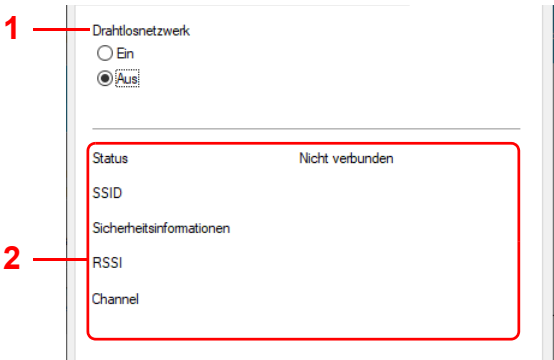 1 Drahtlosnetzwerk
Ein
Aus
Status Nicht verbunden
SSID
Sicherheitsinformationen
2 RSSI
Channel